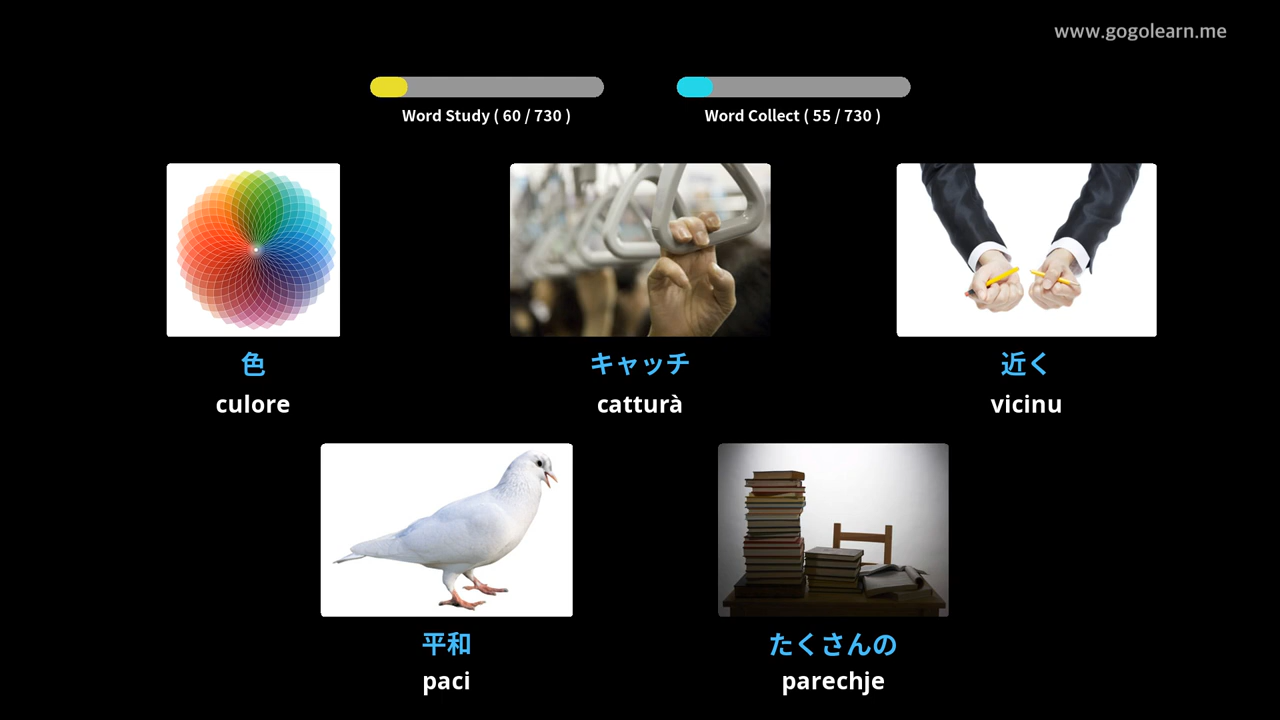 www.gogolearn.me
Word Study ( 60 / 730 )
Word Collect ( 55 / 730 )
色
culore
キャッチ
catturà
近く
vicinu
平和
paci
たくさんの
parechje